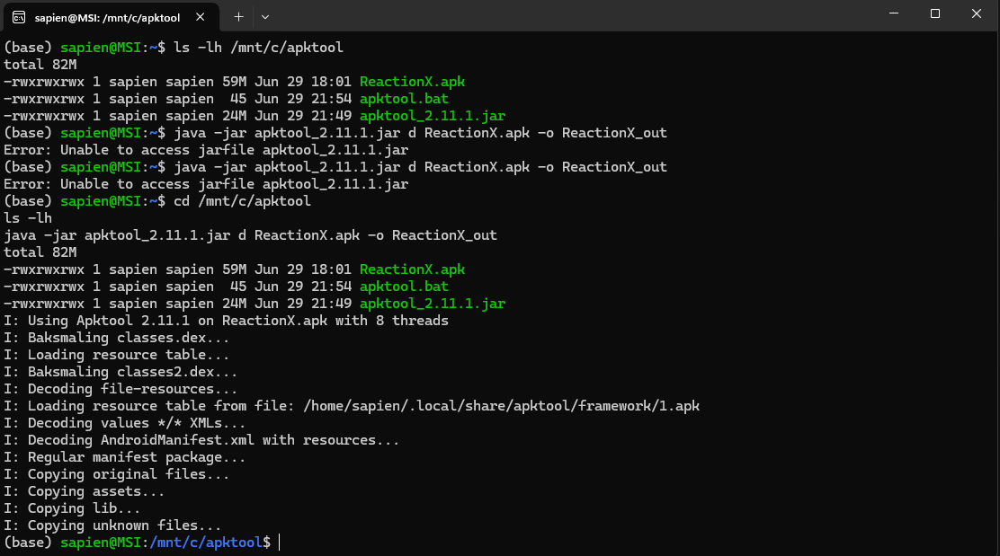 sapien@MSI: /mnt/c/apktool
(base) sapien@MSI:~$ ls -lh /mnt/c/apktool
total 82M
-rwxrwxrwx 1 sapien sapien 59M Jun 29 18:01 ReactionX.apk
-rwxrwxrwx 1 sapien sapien  45 Jun 29 21:54 apktool.bat
-rwxrwxrwx 1 sapien sapien 24M Jun 29 21:49 apktool_2.11.1.jar
(base) sapien@MSI:~$ java -jar apktool_2.11.1.jar d ReactionX.apk -o ReactionX_out
Error: Unable to access jarfile apktool_2.11.1.jar
(base) sapien@MSI:~$ java -jar apktool_2.11.1.jar d ReactionX.apk -o ReactionX_out
Error: Unable to access jarfile apktool_2.11.1.jar
(base) sapien@MSI:~$ cd /mnt/c/apktool
ls -lh
java -jar apktool_2.11.1.jar d ReactionX.apk -o ReactionX_out
total 82M
-rwxrwxrwx 1 sapien sapien 59M Jun 29 18:01 ReactionX.apk
-rwxrwxrwx 1 sapien sapien  45 Jun 29 21:54 apktool.bat
-rwxrwxrwx 1 sapien sapien 24M Jun 29 21:49 apktool_2.11.1.jar
I: Using Apktool 2.11.1 on ReactionX.apk with 8 threads
I: Baksmaling classes.dex...
I: Loading resource table...
I: Baksmaling classes2.dex...
I: Decoding file-resources...
I: Loading resource table from file: /home/sapien/.local/share/apktool/framework/1.apk
I: Decoding values */* XMLs...
I: Decoding AndroidManifest.xml with resources...
I: Regular manifest package...
I: Copying original files...
I: Copying assets...
I: Copying lib...
I: Copying unknown files...
(base) sapien@MSI:/mnt/c/apktool$